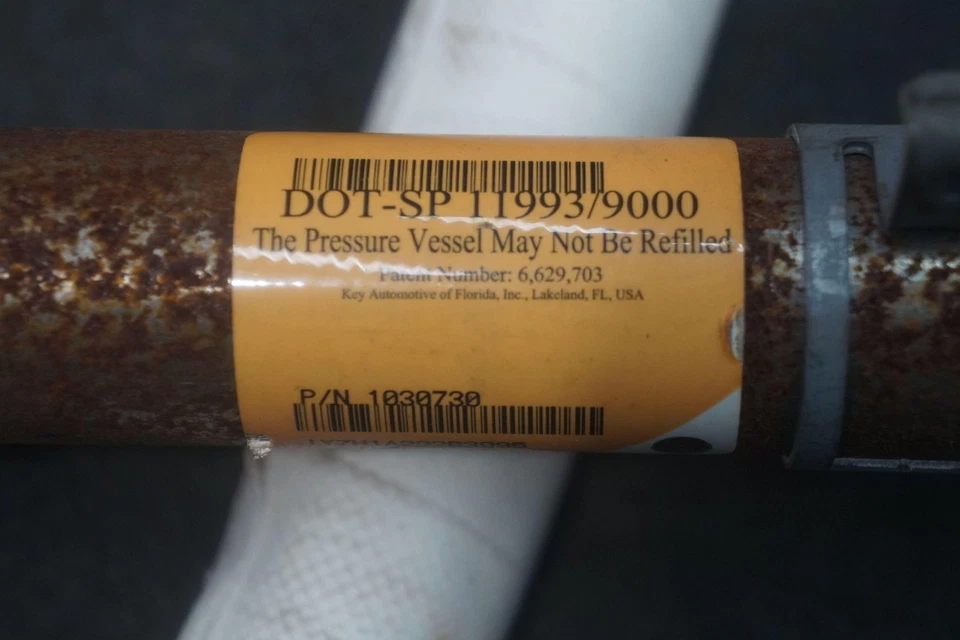 DOT-SP 11993/9000
The Pressure Vessel May Not Be Refilled
Patent Number: 6,629,703
Key Automotive of Florida, Inc., Lakeland, FL, USA
P/N 1030730